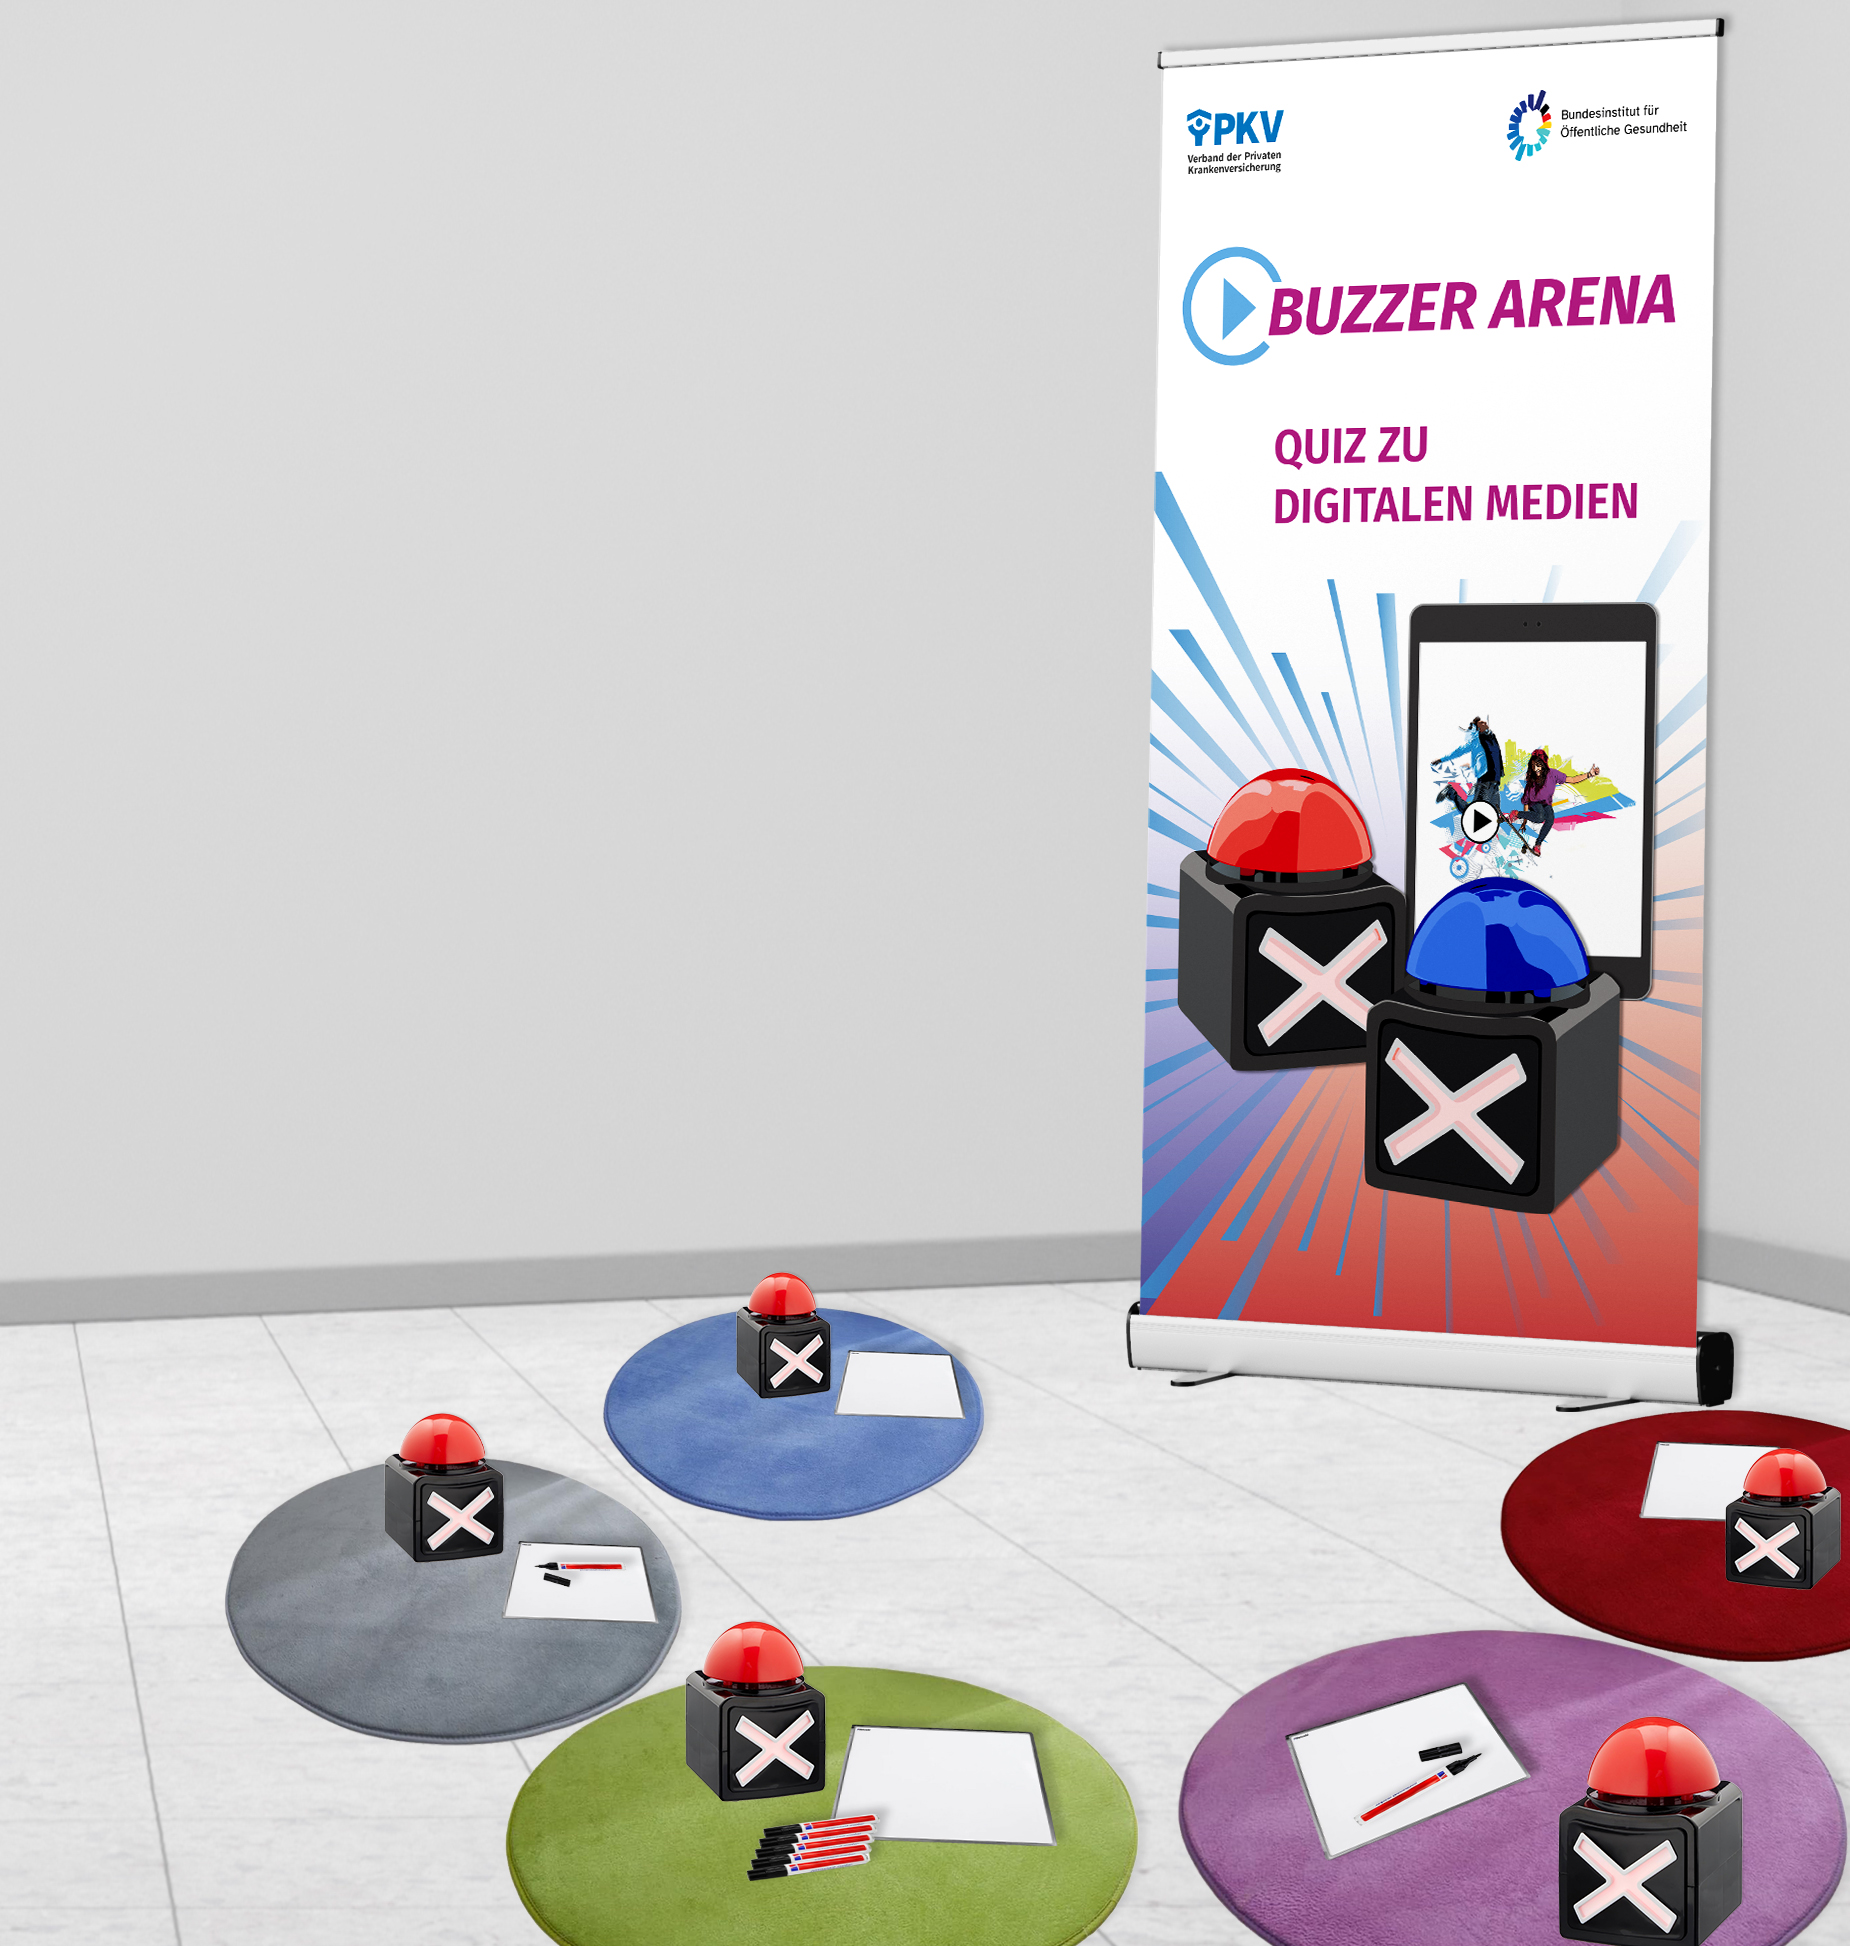 PKV
Verband der Privaten
Krankenversicherung
Bundesinstitut für
Öffentliche Gesundheit
BUZZER ARENA
QUIZ ZU
DIGITALEN MEDIEN